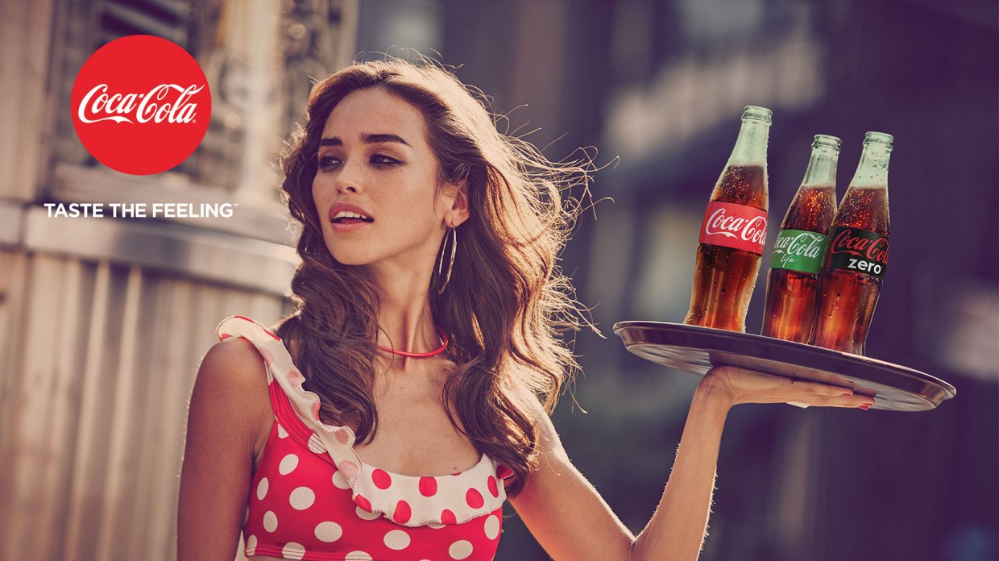 Coca-Cola
TASTE THE FEELING™
Coca-Cola
Coca-Cola
life
Coca-Cola
zero